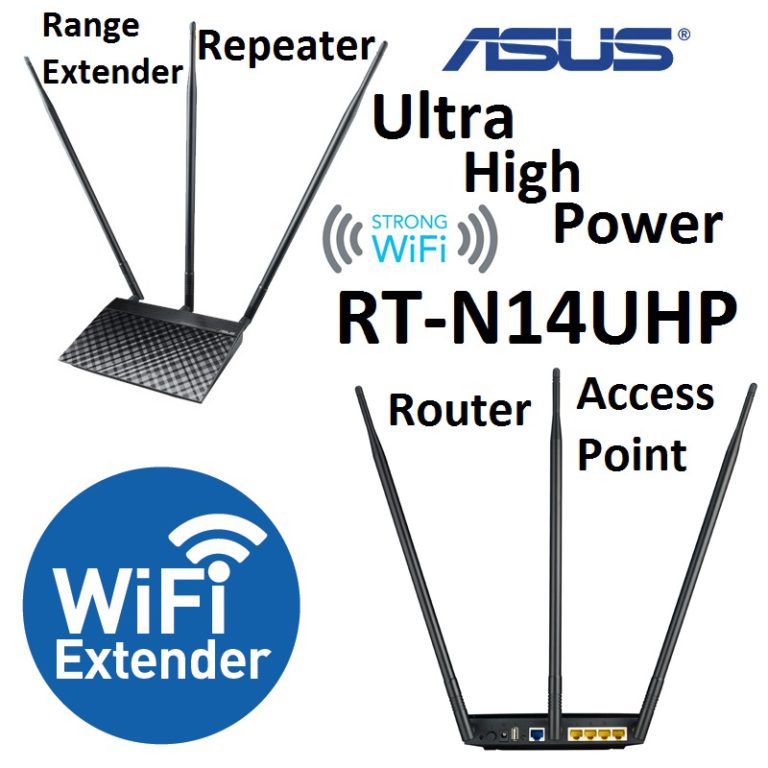 Range
Extender
Repeater
ASUS®
Ultra
High
Power
STRONG
WiFi
RT-N14UHP
Router
Access
Point
WiFi
Extender